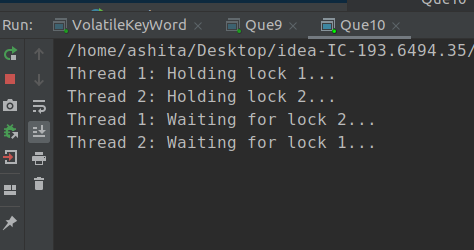 Que10
Run: VolatileKeyWord × Que9 × Que10 ×
/home/ashita/Desktop/idea-IC-193.6494.35/
Thread 1: Holding lock 1...
Thread 2: Holding lock 2...
Thread 1: Waiting for lock 2...
Thread 2: Waiting for lock 1...